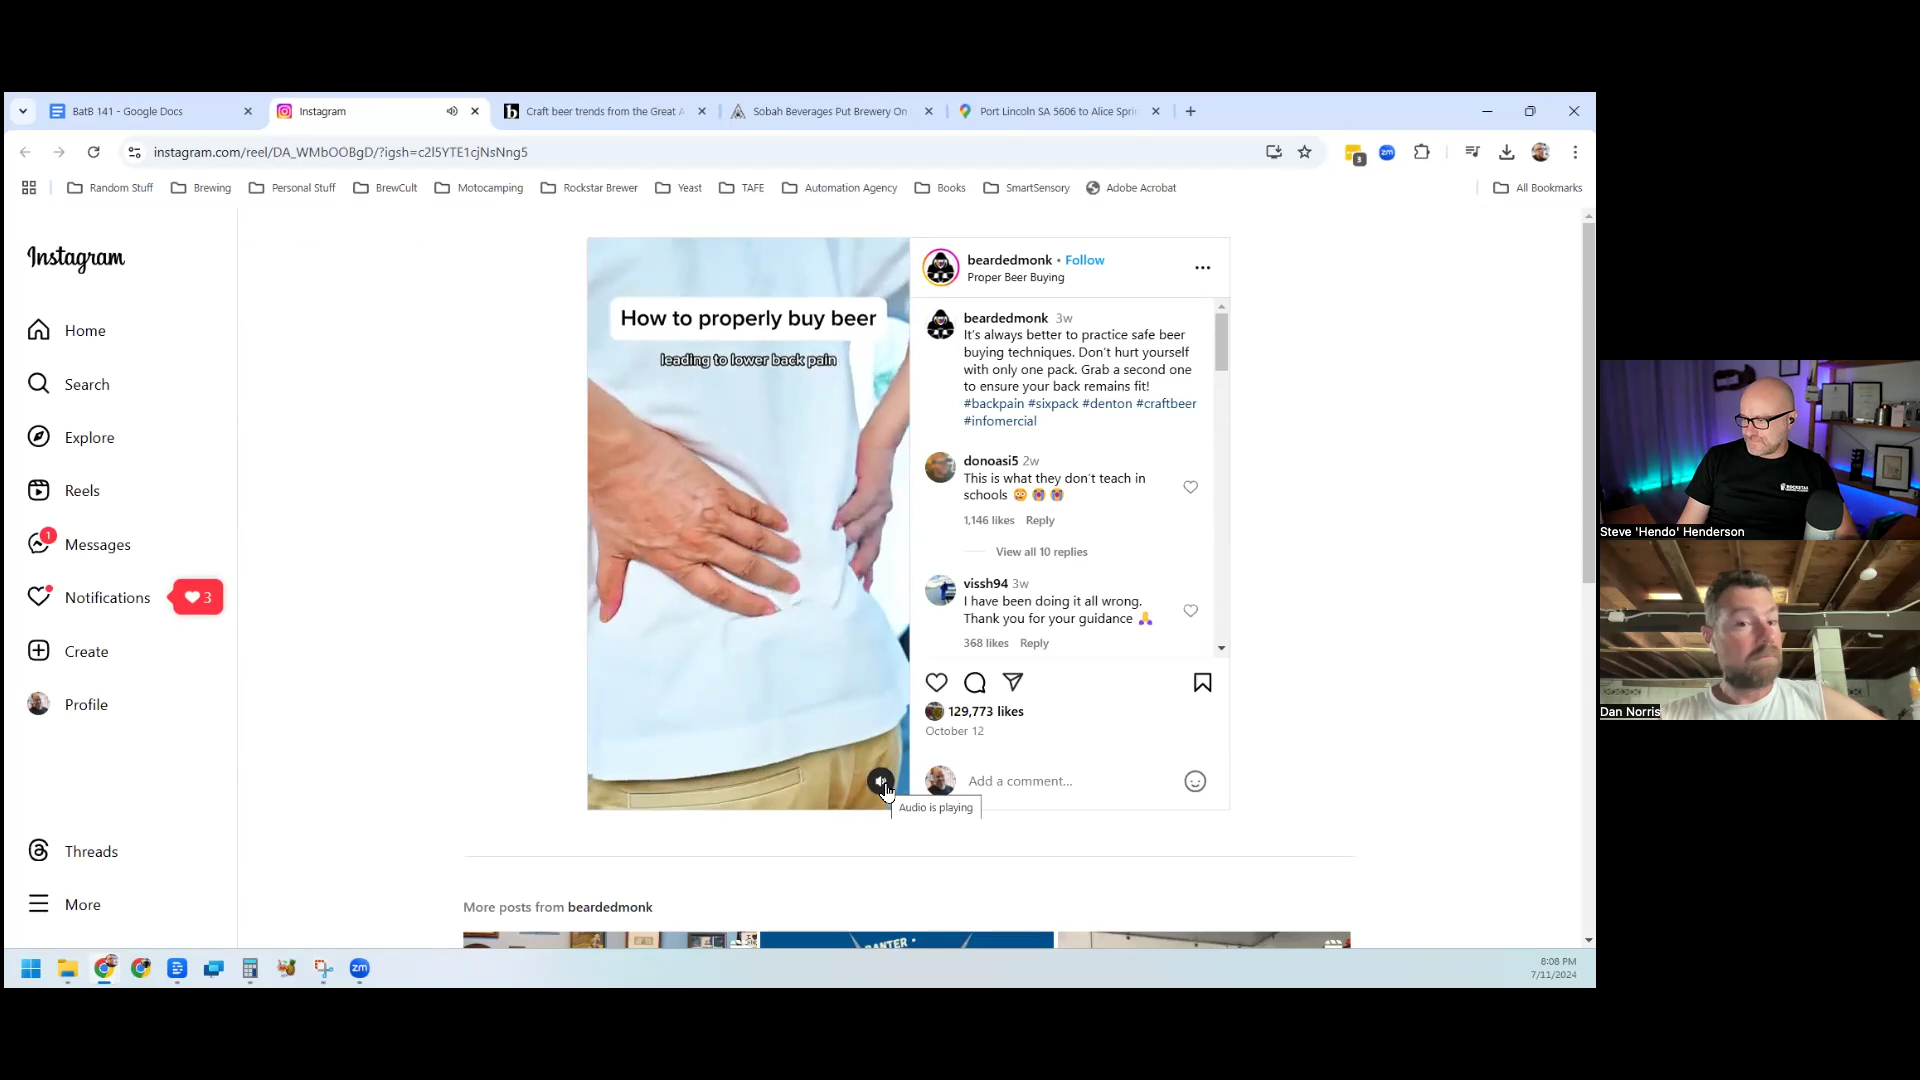 BatB 141 - Google Docs
Instagram
Craft beer trends from the Great A
Sobah Beverages Put Brewery On
Port Lincoln SA 5606 to Alice Sprin
instagram.com/reel/DA_WMbOOBgD/?igsh=c2l5YTE1cjNsNng5
3
zm
Random Stuff
Brewing
Personal Stuff
BrewCult
Motocamping
Rockstar Brewer
Yeast
TAFE
Automation Agency
Books
SmartSensory
Adobe Acrobat
All Bookmarks
Instagram
Home
Search
Explore
Reels
1
Messages
Notifications
3
Create
Profile
Threads
More
How to properly buy beer
leading to lower back pain
beardedmonk • Follow
Proper Beer Buying
beardedmonk 3w
It's always better to practice safe beer
buying techniques. Don't hurt yourself
with only one pack. Grab a second one
to ensure your back remains fit!
#backpain #sixpack #denton #craftbeer
#infomercial
donoasi5 2w
This is what they don't teach in
schools 😳 😭 😭
1,146 likes Reply
View all 10 replies
vissh94 3w
I have been doing it all wrong.
Thank you for your guidance 🙏
368 likes Reply
129,773 likes
October 12
Add a comment...
Audio is playing
More posts from beardedmonk
BANTER
zm
8:08 PM
7/11/2024
ROCKSTAR
Steve 'Hendo' Henderson
Dan Norris